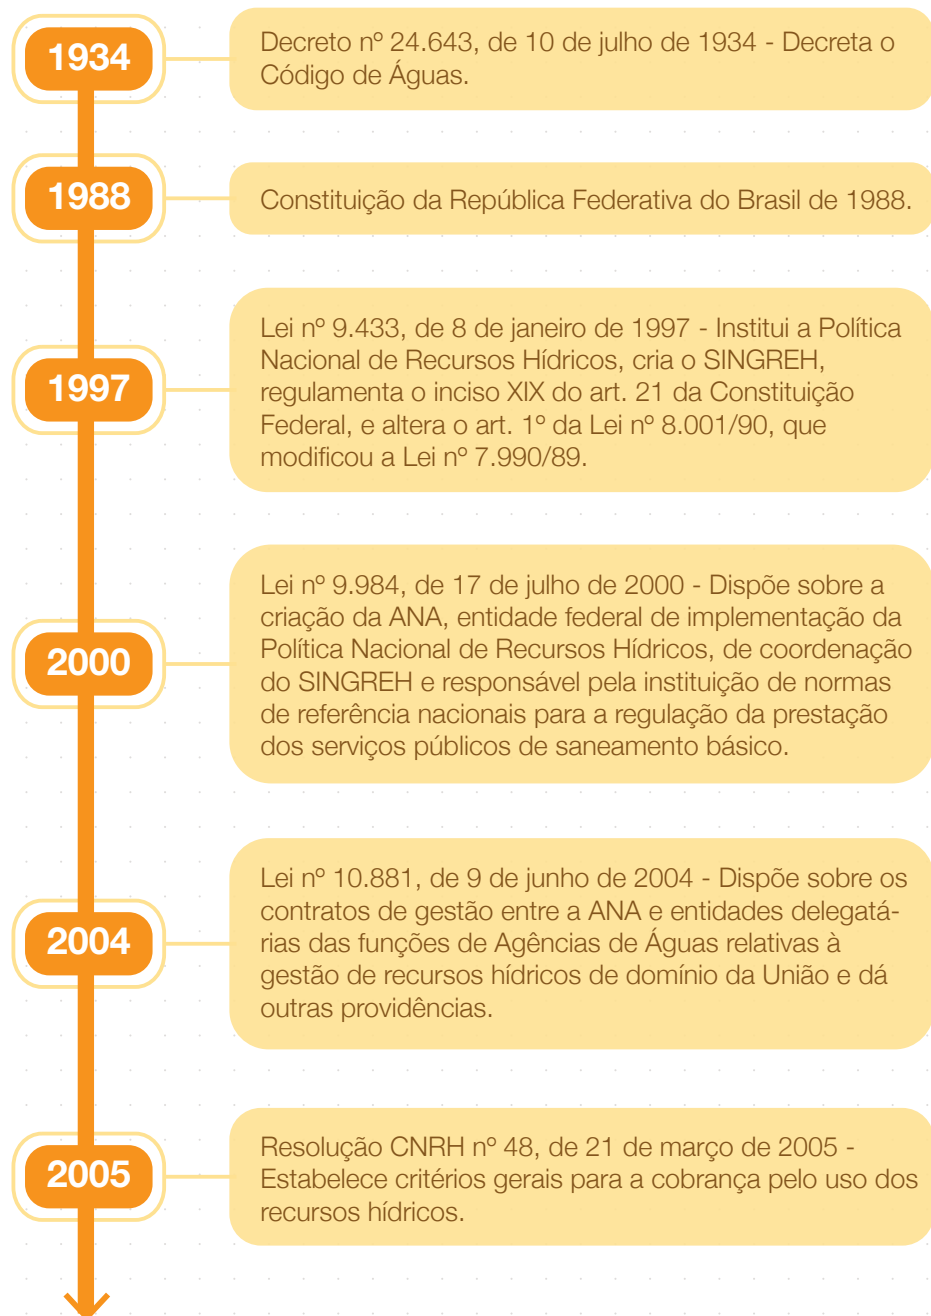 1934
Decreto nº 24.643, de 10 de julho de 1934 - Decreta o
Código de Águas.
1988
Constituição da República Federativa do Brasil de 1988.
1997
Lei nº 9.433, de 8 de janeiro de 1997 - Institui a Política
Nacional de Recursos Hídricos, cria o SINGREH,
regulamenta o inciso XIX do art. 21 da Constituição
Federal, e altera o art. 1º da Lei nº 8.001/90, que
modificou a Lei nº 7.990/89.
2000
Lei nº 9.984, de 17 de julho de 2000 - Dispõe sobre a
criação da ANA, entidade federal de implementação da
Política Nacional de Recursos Hídricos, de coordenação
do SINGREH e responsável pela instituição de normas
de referência nacionais para a regulação da prestação
dos serviços públicos de saneamento básico.
2004
Lei nº 10.881, de 9 de junho de 2004 - Dispõe sobre os
contratos de gestão entre a ANA e entidades delegatá-
rias das funções de Agências de Águas relativas à
gestão de recursos hídricos de domínio da União e dá
outras providências.
2005
Resolução CNRH nº 48, de 21 de março de 2005 -
Estabelece critérios gerais para a cobrança pelo uso dos
recursos hídricos.